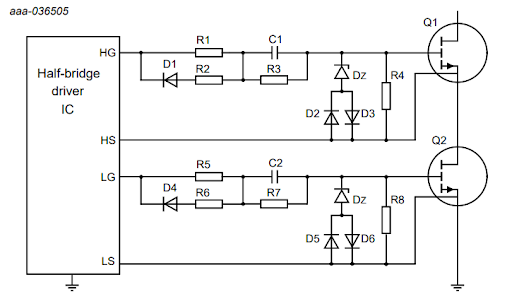 aaa-036505
Q1
HG
R1
C1
D1
R2
R3
Dz
R4
Half-bridge
driver
IC
D2
D3
HS
Q2
LG
R5
C2
D4
R6
R7
Dz
R8
D5
D6
LS